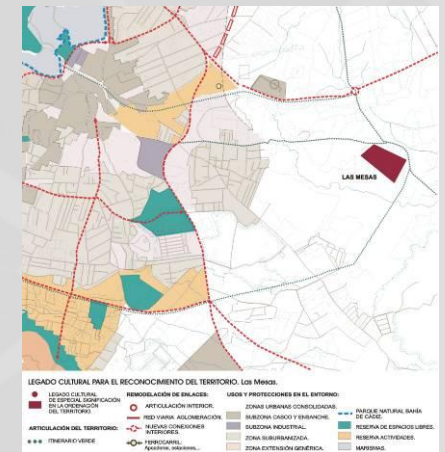 LAS MESAS
LEGADO CULTURAL PARA EL RECONOCIMIENTO DEL TERRITORIO. Las Mesas.
LEGADO CULTURAL
DE ESPECIAL SIGNIFICACIÓN
EN LA ORDENACIÓN
DEL TERRITORIO
ARTICULACIÓN DEL TERRITORIO:
ITINERARIO VERDE
REMODELACIÓN DE ENLACES:
ARTICULACIÓN INTERIOR.
RED VIARIA AGLOMERACIÓN.
NUEVAS CONEXIONES
INTERIORES.
FERROCARRIL:
Apeaderos, estaciones...
USOS Y PROTECCIONES EN EL ENTORNO:
ZONAS URBANAS CONSOLIDADAS.
SUBZONA CASCO Y ENSANCHE.
SUBZONA INDUSTRIAL.
ZONA SUBURBANIZADA.
ZONA EXTENSIÓN GENÉRICA.
PARQUE NATURAL BAHÍA
DE CÁDIZ.
RESERVA DE ESPACIOS LIBRES.
RESERVA ACTIVIDADES.
MARISMAS.